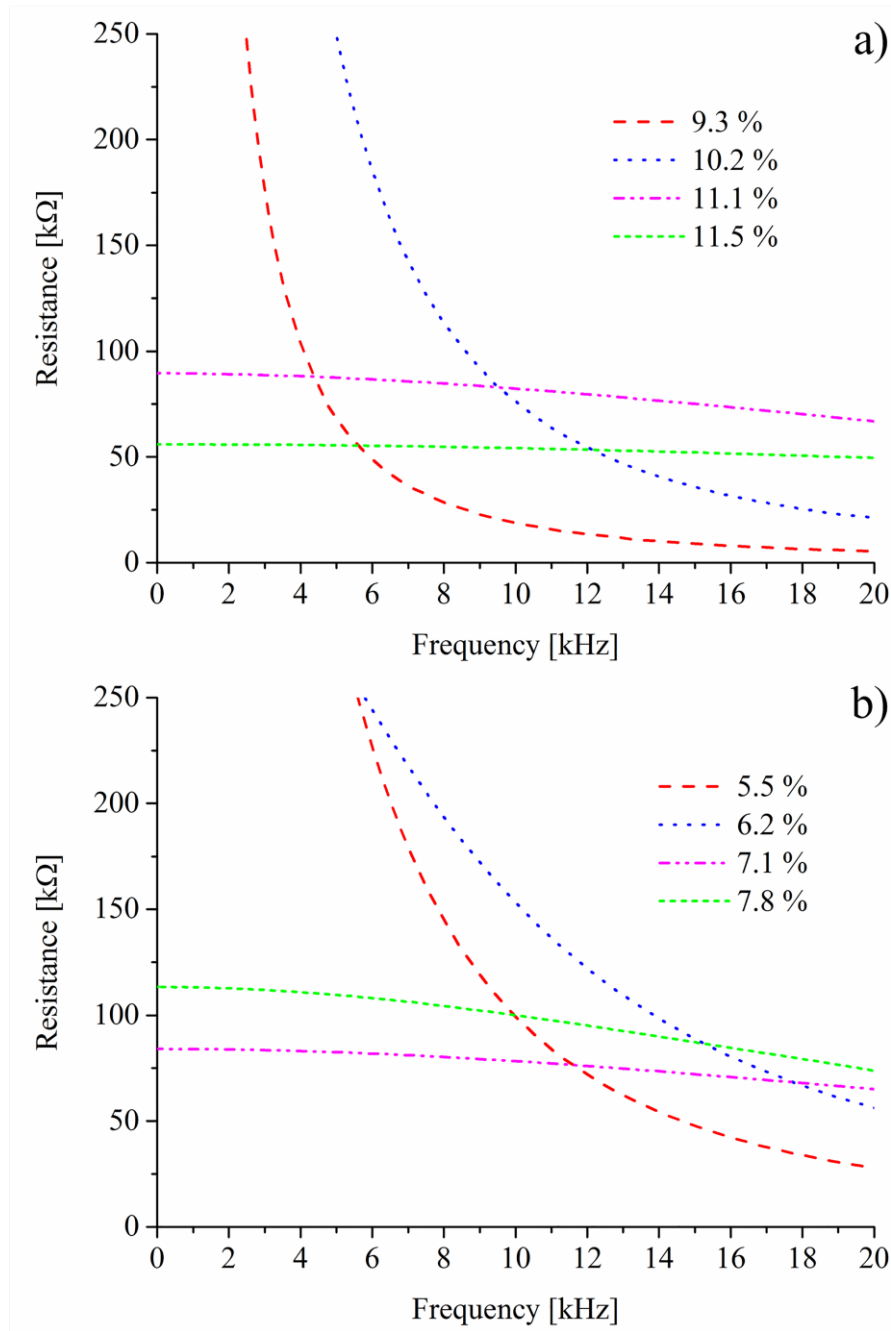 a)
250
200
150
100
50
0
Resistance [kΩ]
9.3 %
10.2 %
11.1 %
11.5 %
0 2 4 6 8 10 12 14 16 18 20
Frequency [kHz]
b)
250
200
150
100
50
0
Resistance [kΩ]
5.5 %
6.2 %
7.1 %
7.8 %
0 2 4 6 8 10 12 14 16 18 20
Frequency [kHz]